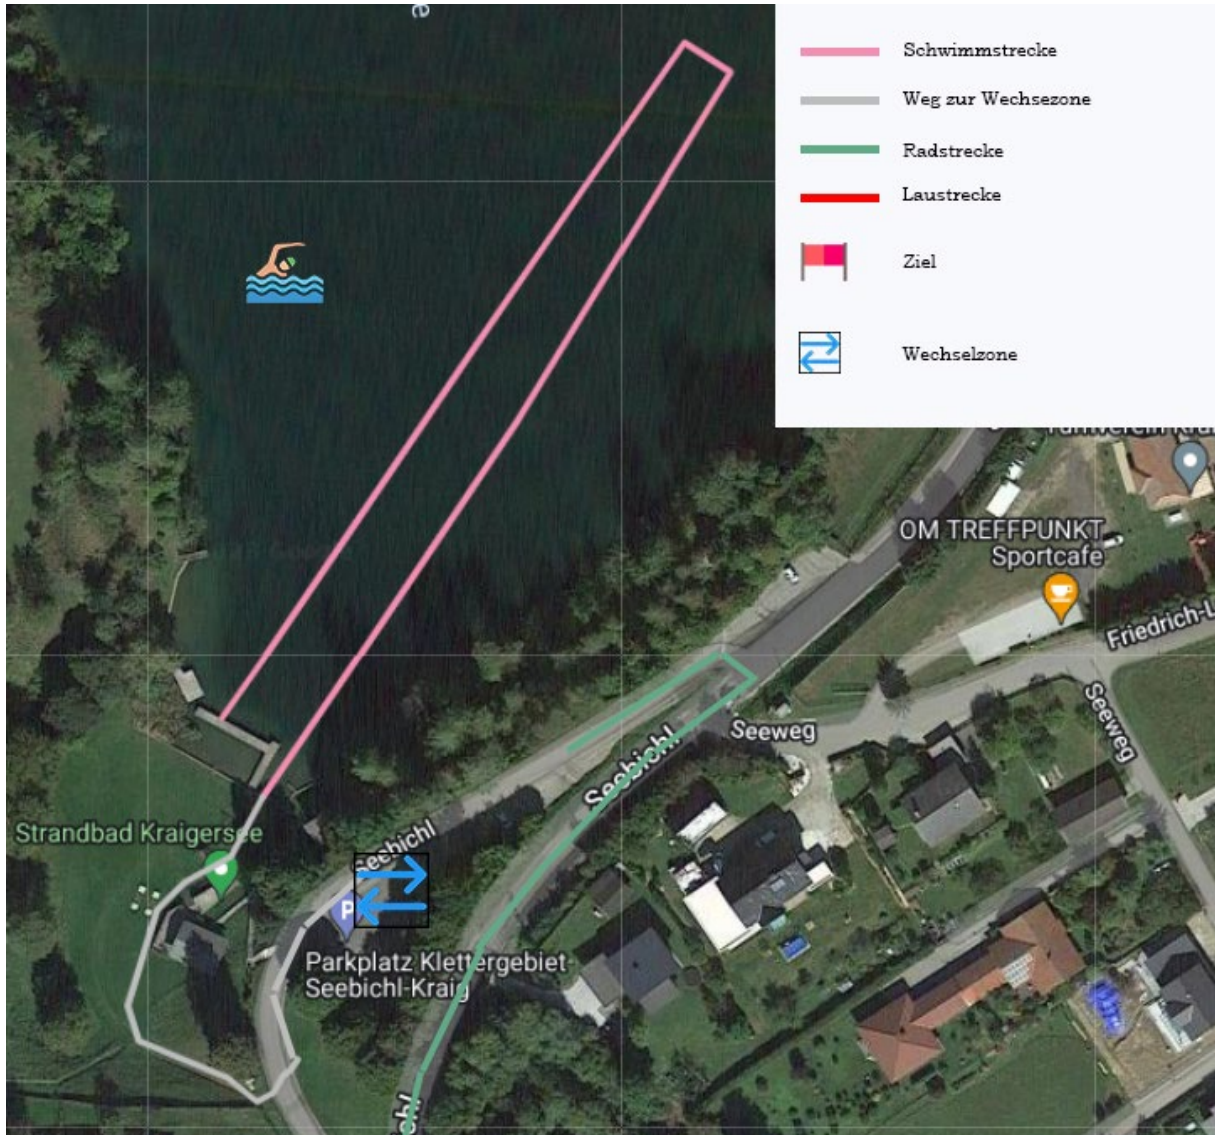 e
Schwimmstrecke
Weg zur Wechsezone
Radstrecke
Laustrecke
Ziel
Wechselzone
OM TREFFPUNKT
Sportcafe
Friedrich-L
Seeweg
Seeweg
Seebichl
Strandbad Kraigersee
Seebichl
P
Parkplatz Klettergebiet
Seebichl-Kraig
chl